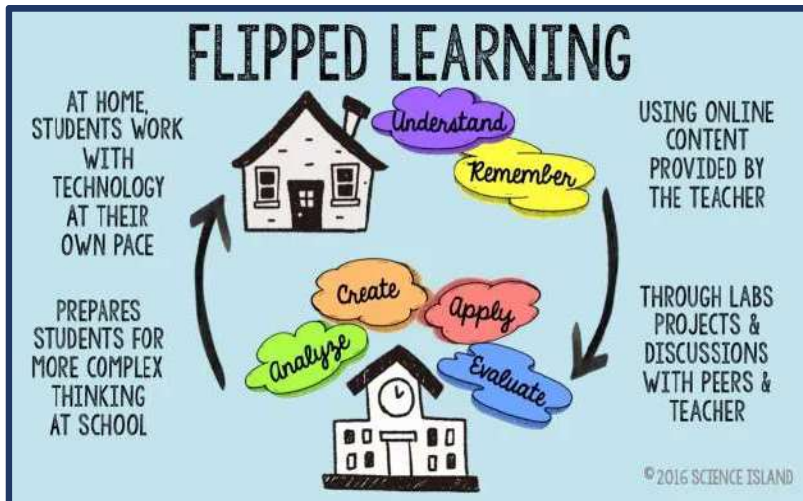 FLIPPED LEARNING
AT HOME,
STUDENTS WORK
WITH
TECHNOLOGY
AT THEIR
OWN PACE
Understand
Remember
USING ONLINE
CONTENT
PROVIDED BY
THE TEACHER
PREPARES
STUDENTS FOR
MORE COMPLEX
THINKING
AT SCHOOL
Create
Apply
Analyze
Evaluate
THROUGH LABS
PROJECTS &
DISCUSSIONS
WITH PEERS &
TEACHER
© 2016 SCIENCE ISLAND